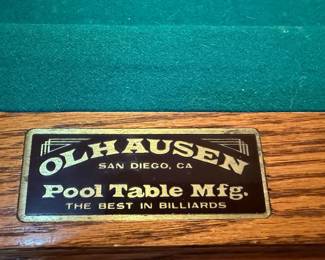 OLHAUSEN
SAN DIEGO, CA
Pool Table Mfg.
THE BEST IN BILLIARDS